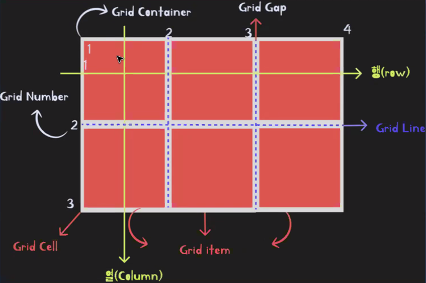 Grid Container
Grid Gap
2
3
4
1
1
행(row)
Grid Number
2
Grid Line
3
Grid Cell
Grid item
열(Column)